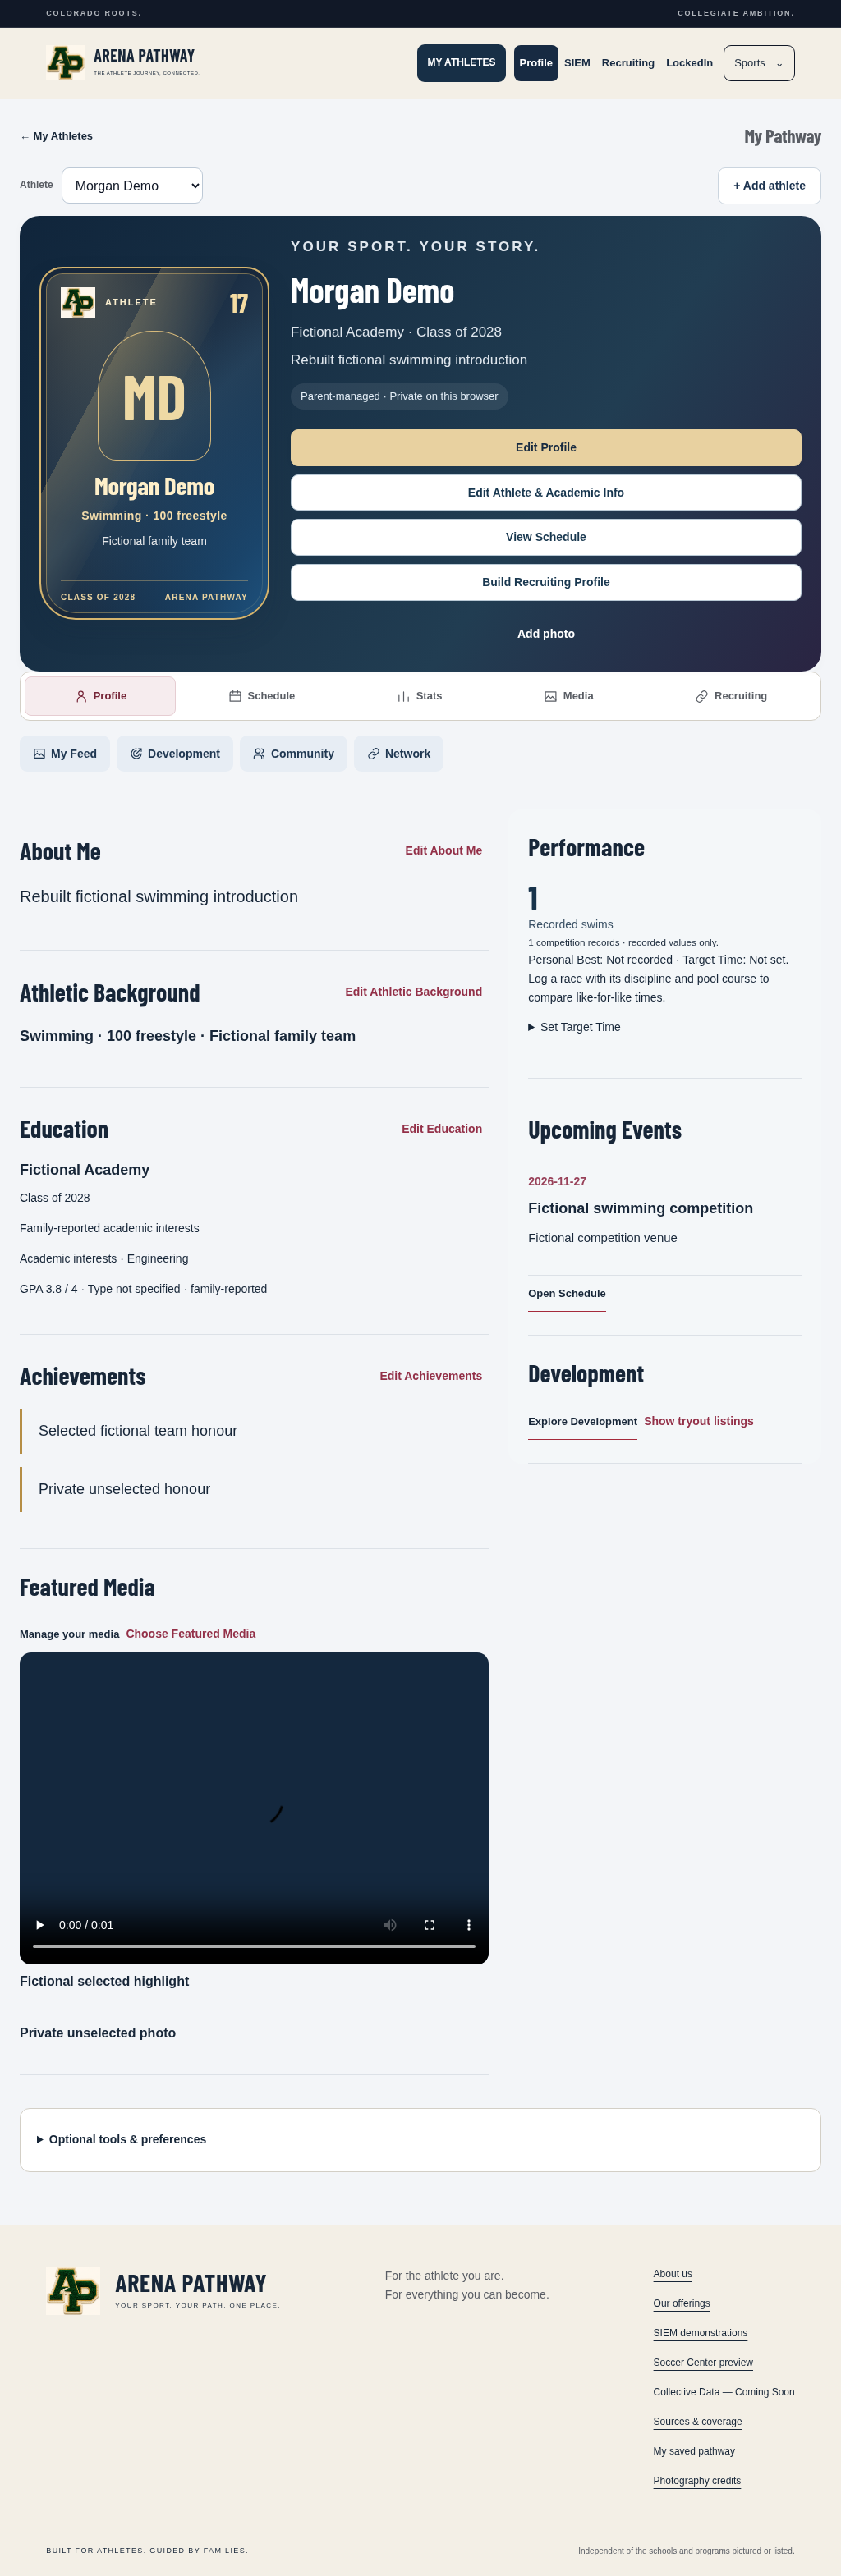 COLORADO ROOTS.
COLLEGIATE AMBITION.
AP
ARENA PATHWAY
THE ATHLETE JOURNEY. CONNECTED.
MY ATHLETES
Profile
SIEM
Recruiting
LockedIn
Sports
← My Athletes
My Pathway
Athlete
Morgan Demo
+ Add athlete
AP
ATHLETE
17
MD
Morgan Demo
Swimming · 100 freestyle
Fictional family team
CLASS OF 2028
ARENA PATHWAY
YOUR SPORT. YOUR STORY.
Morgan Demo
Fictional Academy · Class of 2028
Rebuilt fictional swimming introduction
Parent-managed · Private on this browser
Edit Profile
Edit Athlete & Academic Info
View Schedule
Build Recruiting Profile
Add photo
Profile
Schedule
Stats
Media
Recruiting
My Feed
Development
Community
Network
About Me
Edit About Me
Rebuilt fictional swimming introduction
Athletic Background
Edit Athletic Background
Swimming · 100 freestyle · Fictional family team
Education
Edit Education
Fictional Academy
Class of 2028
Family-reported academic interests
Academic interests · Engineering
GPA 3.8 / 4 · Type not specified · family-reported
Achievements
Edit Achievements
Selected fictional team honour
Private unselected honour
Featured Media
Manage your media
Choose Featured Media
0:00 / 0:01
Fictional selected highlight
Private unselected photo
Performance
1
Recorded swims
1 competition records · recorded values only.
Personal Best: Not recorded · Target Time: Not set.
Log a race with its discipline and pool course to
compare like-for-like times.
Set Target Time
Upcoming Events
2026-11-27
Fictional swimming competition
Fictional competition venue
Open Schedule
Development
Explore Development
Show tryout listings
Optional tools & preferences
AP
ARENA PATHWAY
YOUR SPORT. YOUR PATH. ONE PLACE.
For the athlete you are.
For everything you can become.
About us
Our offerings
SIEM demonstrations
Soccer Center preview
Collective Data — Coming Soon
Sources & coverage
My saved pathway
Photography credits
BUILT FOR ATHLETES. GUIDED BY FAMILIES.
Independent of the schools and programs pictured or listed.